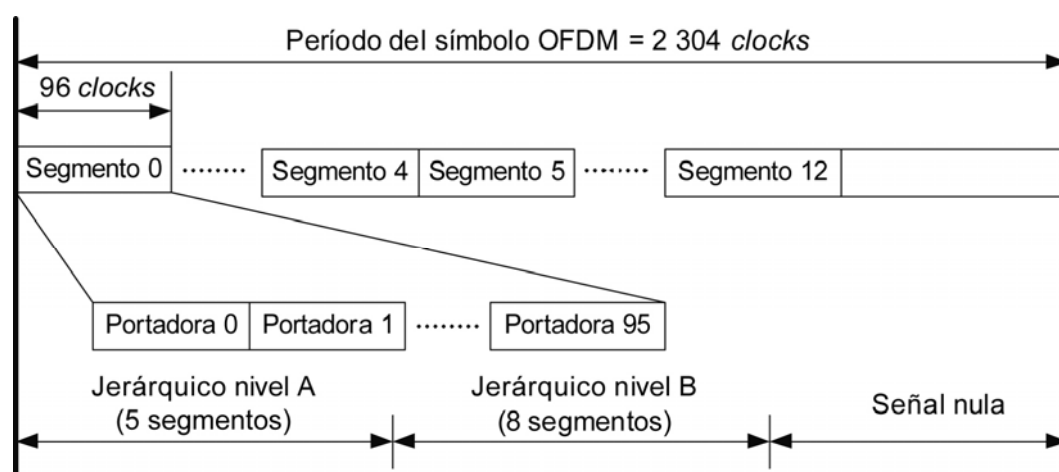 Período del símbolo OFDM = 2 304 clocks
96 clocks
Segmento 0 ........ Segmento 4 Segmento 5 ........ Segmento 12
Portadora 0 Portadora 1 ........ Portadora 95
Jerárquico nivel A
(5 segmentos)
Jerárquico nivel B
(8 segmentos)
Señal nula